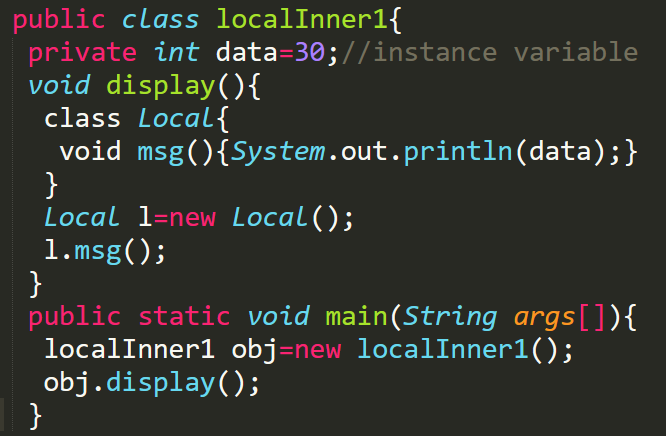 public class localInner1{
 private int data=30;//instance variable
 void display(){
  class Local{
   void msg(){System.out.println(data);}
  }
  Local l=new Local();
  l.msg();
 }
 public static void main(String args[]){
  localInner1 obj=new localInner1();
  obj.display();
 }